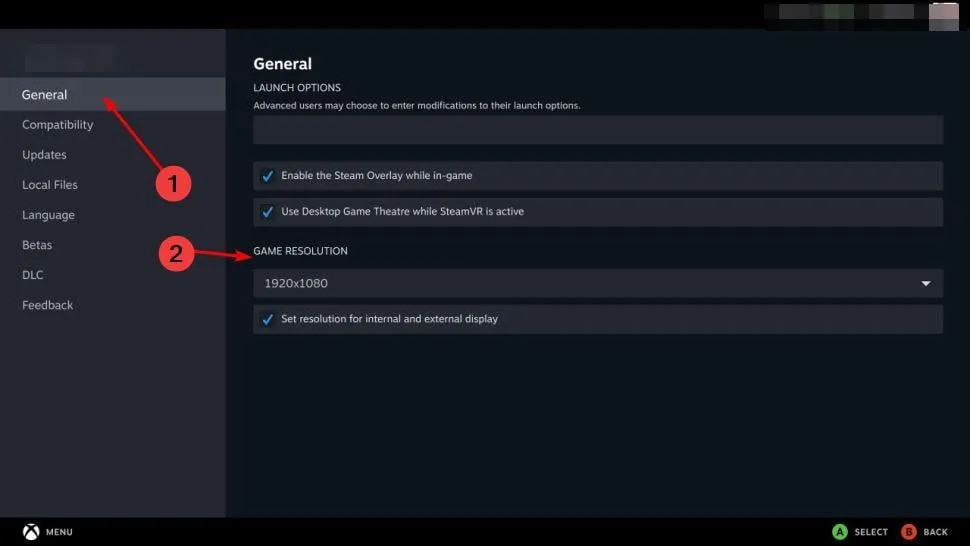 General
Compatibility
Updates
Local Files
Language
Betas
DLC
Feedback
1
2
General
LAUNCH OPTIONS
Advanced users may choose to enter modifications to their launch options.
Enable the Steam Overlay while in-game
Use Desktop Game Theatre while SteamVR is active
GAME RESOLUTION
1920x1080
Set resolution for internal and external display
MENU
A SELECT B BACK